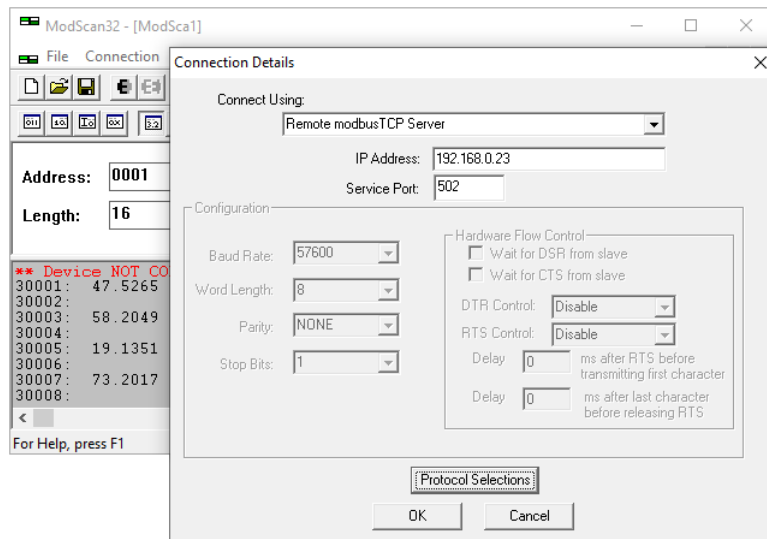 ModScan32 - [ModSca1]
File Connection
Address: 0001
Length: 16
** Device NOT CO
30001: 47.5265
30002:
30003: 58.2049
30004:
30005: 19.1351
30006:
30007: 73.2017
30008:
For Help, press F1
Connection Details
Connect Using:
Remote modbusTCP Server
IP Address: 192.168.0.23
Service Port: 502
Configuration
Baud Rate: 57600
Word Length: 8
Parity: NONE
Stop Bits: 1
Hardware Flow Control
Wait for DSR from slave
Wait for CTS from slave
DTR Control: Disable
RTS Control: Disable
Delay 0 ms after RTS before
transmitting first character
Delay 0 ms after last character
before releasing RTS
Protocol Selections
OK Cancel